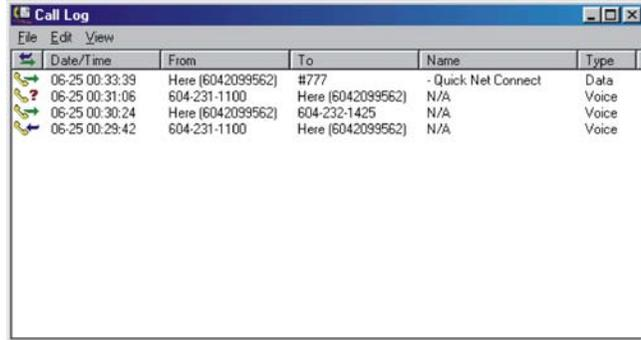 Call Log
File Edit View
Date/Time From To Name Type
06-25 00:33:39 Here (6042099562) #777 - Quick Net Connect Data
06-25 00:31:06 604-231-1100 Here (6042099562) N/A Voice
06-25 00:30:24 Here (6042099562) 604-232-1425 N/A Voice
06-25 00:29:42 604-231-1100 Here (6042099562) N/A Voice